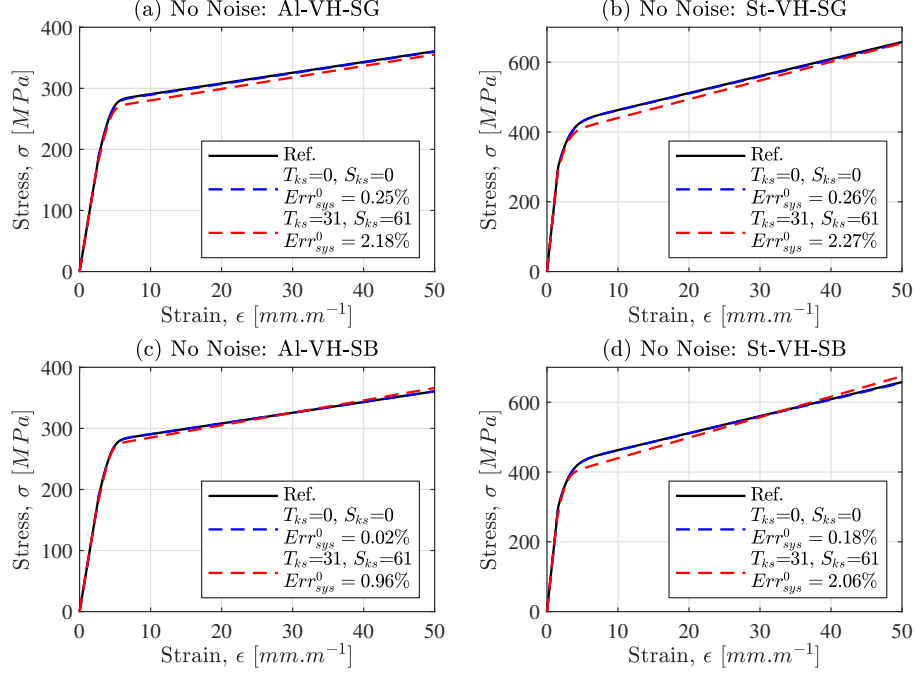 (a) No Noise: Al-VH-SG
400
300
200
100
0
Stress, σ [MPa]
Ref.
T_ks=0, S_ks=0
Err^0_sys = 0.25%
T_ks=31, S_ks=61
Err^0_sys = 2.18%
0 10 20 30 40 50
Strain, ϵ [mm.m^−1]
(b) No Noise: St-VH-SG
600
400
200
0
Stress, σ [MPa]
Ref.
T_ks=0, S_ks=0
Err^0_sys = 0.26%
T_ks=31, S_ks=61
Err^0_sys = 2.27%
0 10 20 30 40 50
Strain, ϵ [mm.m^−1]
(c) No Noise: Al-VH-SB
400
300
200
100
0
Stress, σ [MPa]
Ref.
T_ks=0, S_ks=0
Err^0_sys = 0.02%
T_ks=31, S_ks=61
Err^0_sys = 0.96%
0 10 20 30 40 50
Strain, ϵ [mm.m^−1]
(d) No Noise: St-VH-SB
600
400
200
0
Stress, σ [MPa]
Ref.
T_ks=0, S_ks=0
Err^0_sys = 0.18%
T_ks=31, S_ks=61
Err^0_sys = 2.06%
0 10 20 30 40 50
Strain, ϵ [mm.m^−1]